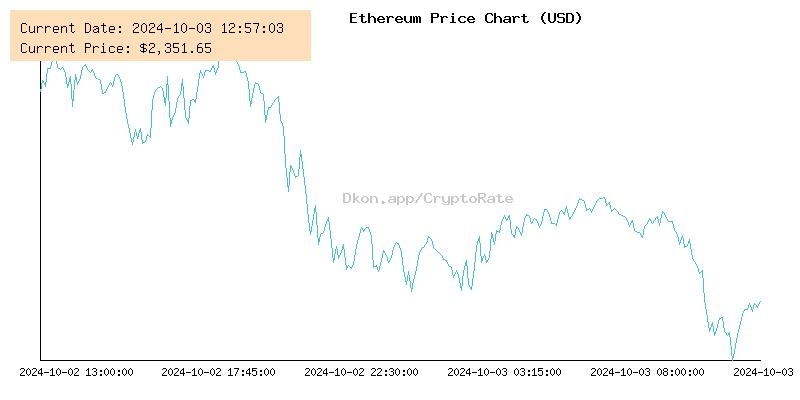 Ethereum Price Chart (USD)
Current Date: 2024-10-03 12:57:03
Current Price: $2,351.65
Dkon.app/CryptoRate
2024-10-02 13:00:00 2024-10-02 17:45:00 2024-10-02 22:30:00 2024-10-03 03:15:00 2024-10-03 08:00:00 2024-10-03